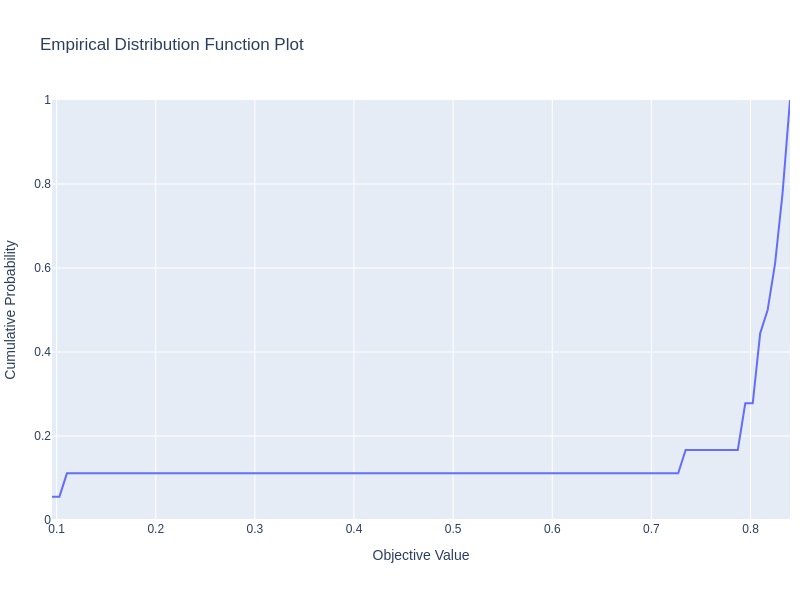 Empirical Distribution Function Plot
1
0.8
0.6
0.4
0.2
0
Cumulative Probability
0.1 0.2 0.3 0.4 0.5 0.6 0.7 0.8
Objective Value